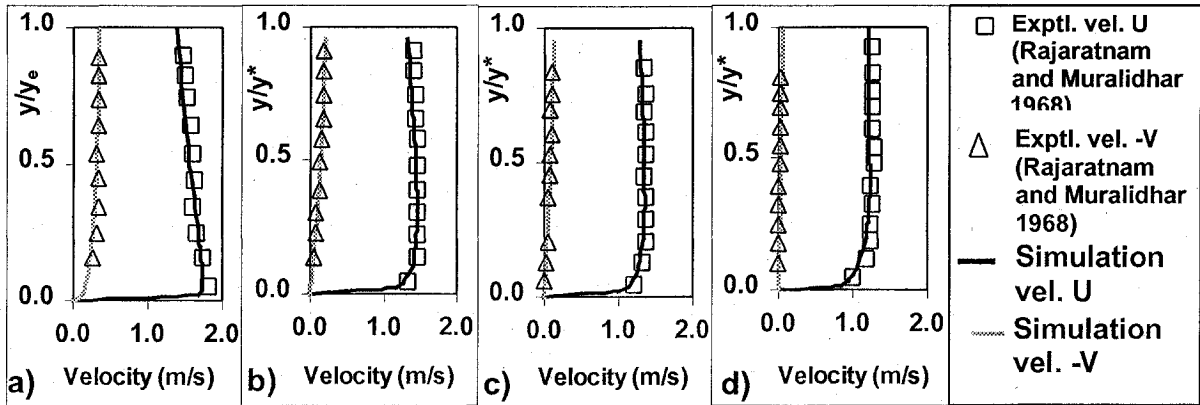 y/yₑ
1.0
0.5
0.0
0.0 1.0 2.0
a) Velocity (m/s)
y/y*
1.0
0.5
0.0
0.0 1.0 2.0
b) Velocity (m/s)
y/y*
1.0
0.5
0.0
0.0 1.0 2.0
c) Velocity (m/s)
y/y*
1.0
0.5
0.0
0.0 1.0 2.0
d) Velocity (m/s)
Exptl. vel. U
(Rajaratnam
and Muralidhar
1968)
Exptl. vel. -V
(Rajaratnam
and Muralidhar
1968)
Simulation
vel. U
Simulation
vel. -V